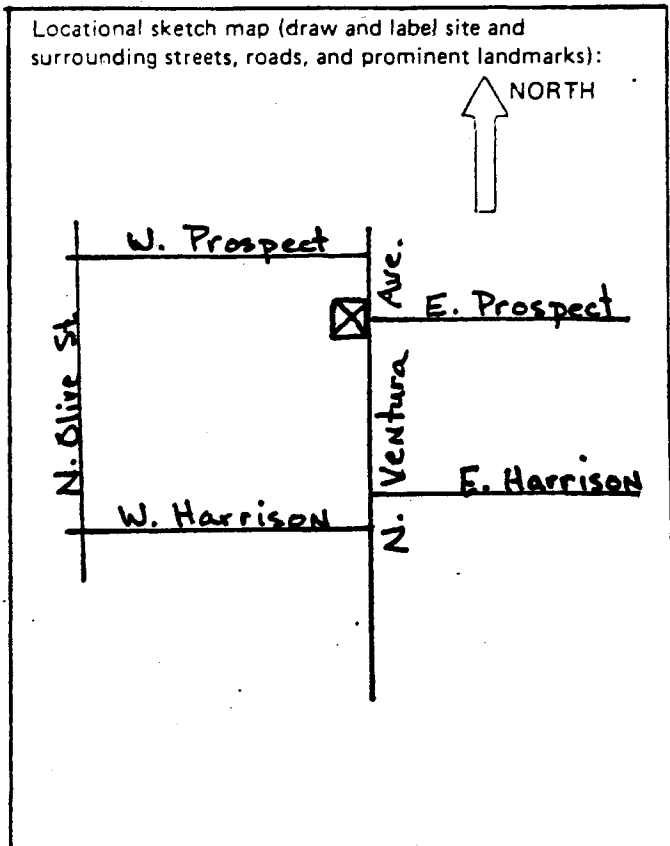 Locational sketch map (draw and label site and
surrounding streets, roads, and prominent landmarks):
NORTH
W. Prospect
N. Ventura Ave.
E. Prospect
N. Olive St.
E. Harrison
W. Harrison